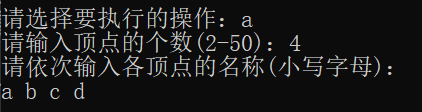 请选择要执行的操作：a
请输入顶点的个数(2-50)：4
请依次输入各顶点的名称(小写字母)：
a b c d